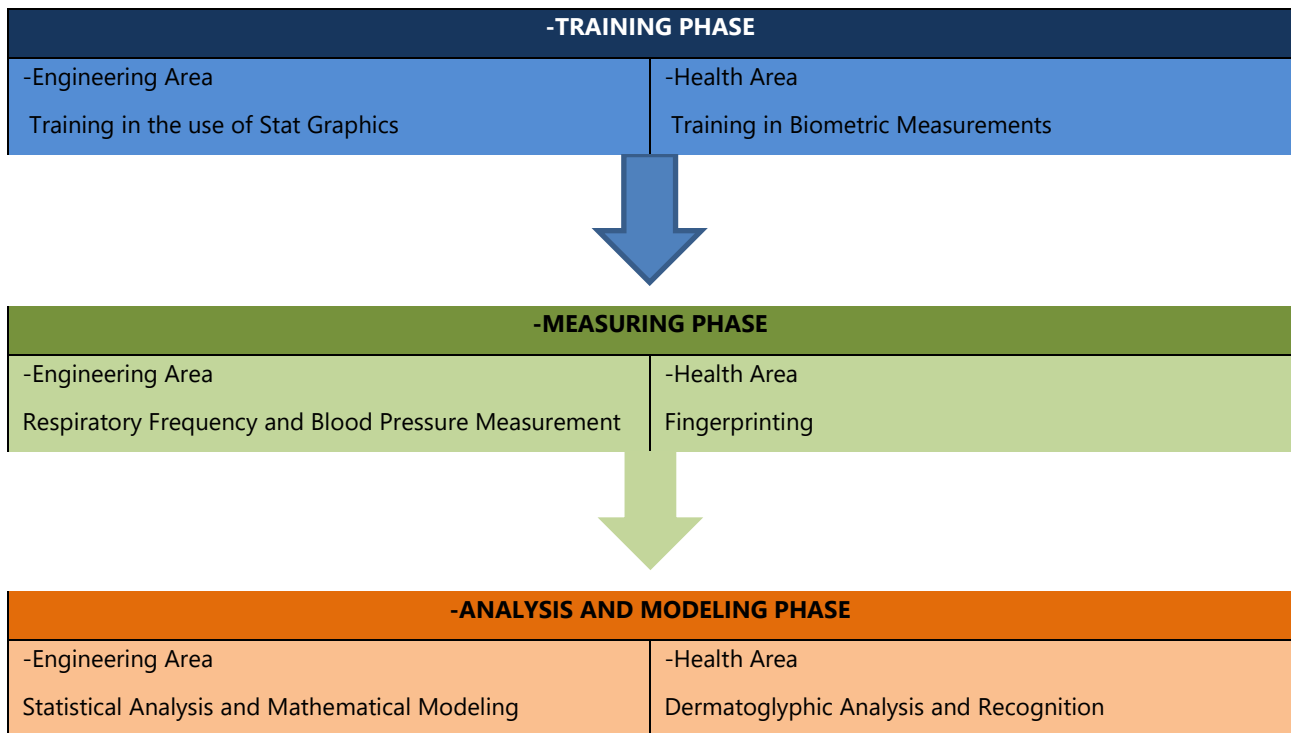 -TRAINING PHASE
-Engineering Area
Training in the use of Stat Graphics
-Health Area
Training in Biometric Measurements
-MEASURING PHASE
-Engineering Area
Respiratory Frequency and Blood Pressure Measurement
-Health Area
Fingerprinting
-ANALYSIS AND MODELING PHASE
-Engineering Area
Statistical Analysis and Mathematical Modeling
-Health Area
Dermatoglyphic Analysis and Recognition